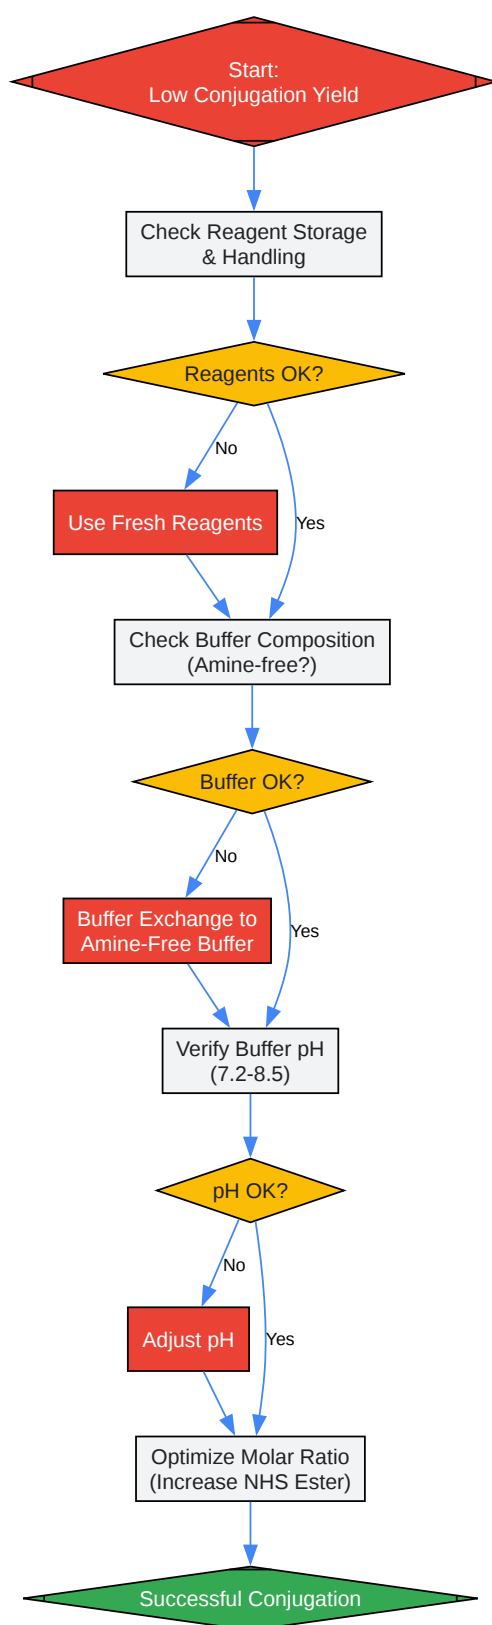 Start:
Low Conjugation Yield
Check Reagent Storage
& Handling
Reagents OK?
No
Yes
Use Fresh Reagents
Check Buffer Composition
(Amine-free?)
Buffer OK?
No
Buffer Exchange to
Amine-Free Buffer
Yes
Verify Buffer pH
(7.2-8.5)
pH OK?
No
Adjust pH
Yes
Optimize Molar Ratio
(Increase NHS Ester)
Successful Conjugation